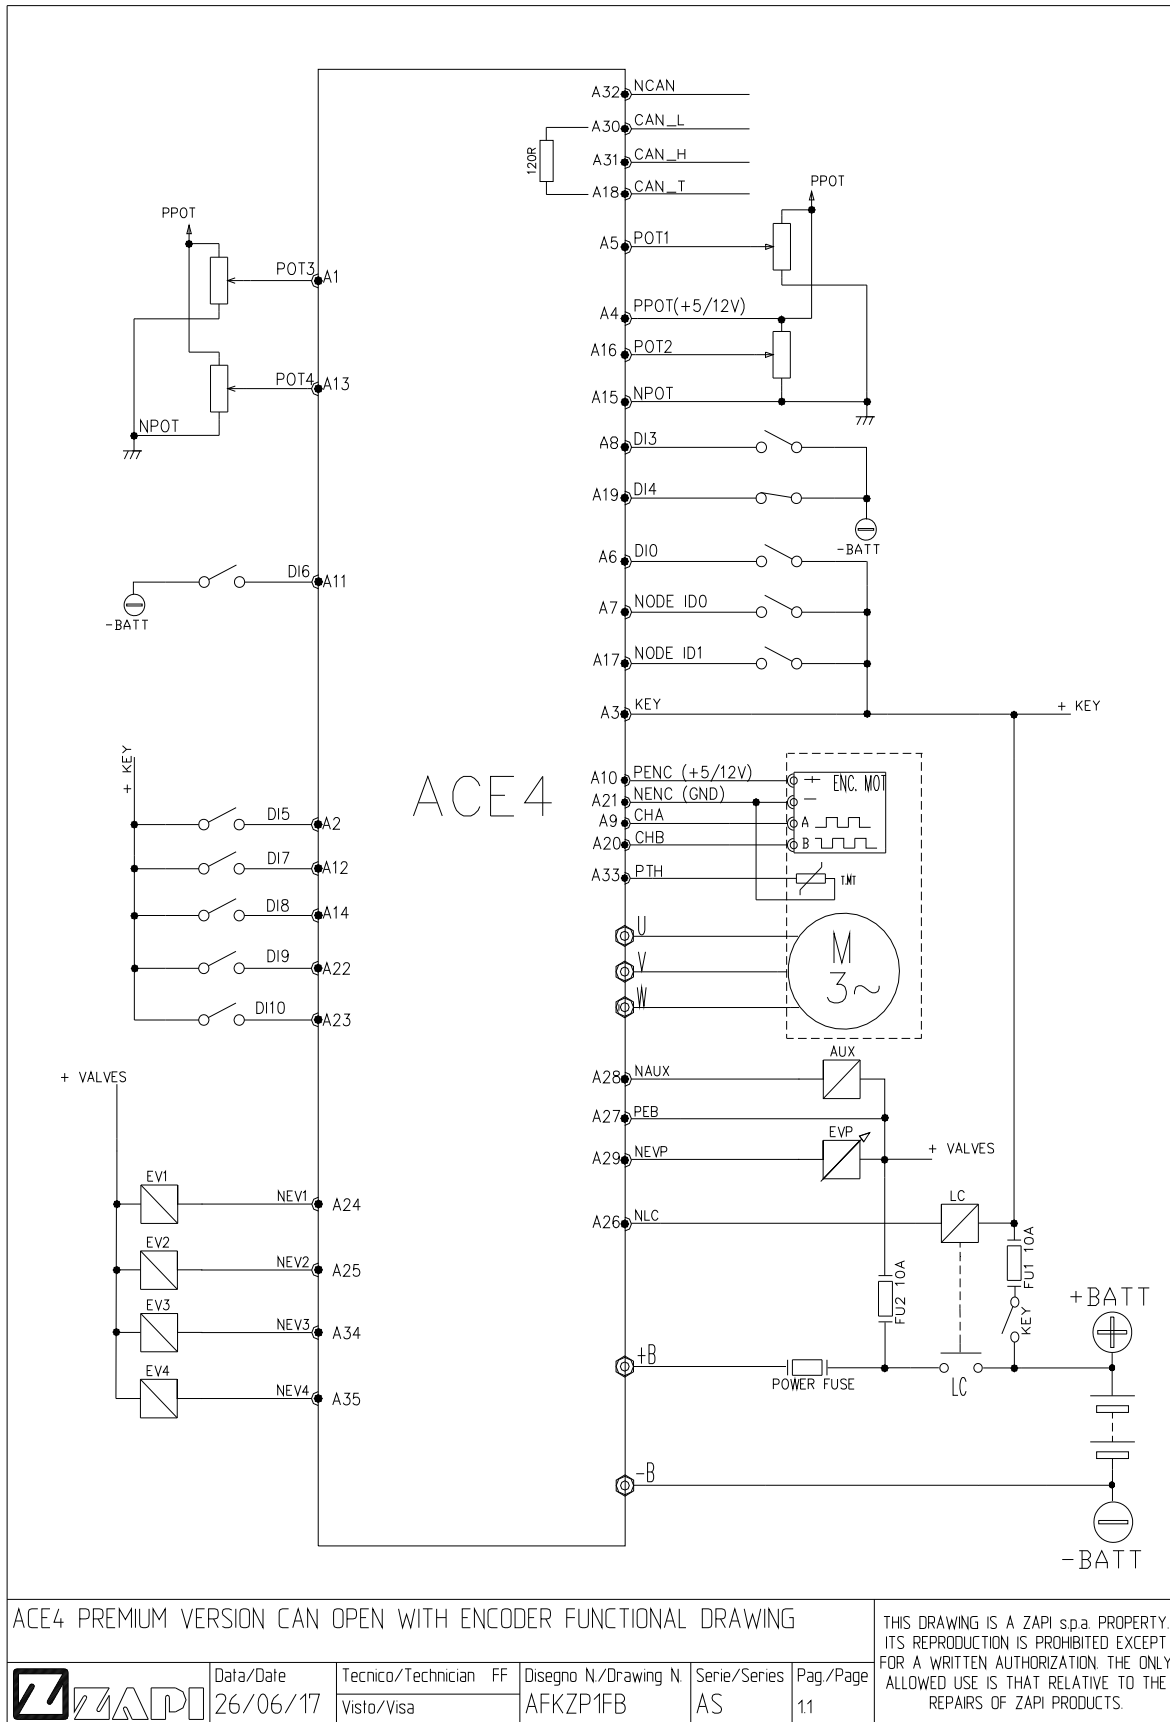 A32 NCAN
A30 CAN_L
120R
A31 CAN_H
A18 CAN_T
PPOT
A5 POT1
A4 PPOT(+5/12V)
A16 POT2
A15 NPOT
A8 DI3
A19 DI4
-BATT
A6 DI0
A7 NODE ID0
A17 NODE ID1
A3 KEY
+ KEY
A10 PENC (+5/12V)
A21 NENC (GND)
A9 CHA
A20 CHB
A33 PTH
+ ENC. MOT
-
A
B
T.MT
U
V
W
M
3~
AUX
A28 NAUX
A27 PEB
EVP
A29 NEVP
+ VALVES
LC
A26 NLC
FU1 10A
FU2 10A
KEY
+BATT
+B
POWER FUSE
LC
-B
-BATT
PPOT
POT3 A1
POT4 A13
NPOT
DI6 A11
-BATT
ACE4
+ KEY
DI5 A2
DI7 A12
DI8 A14
DI9 A22
DI10 A23
+ VALVES
EV1
NEV1 A24
EV2
NEV2 A25
EV3
NEV3 A34
EV4
NEV4 A35
ACE4 PREMIUM VERSION CAN OPEN WITH ENCODER FUNCTIONAL DRAWING
THIS DRAWING IS A ZAPI s.p.a. PROPERTY.
ITS REPRODUCTION IS PROHIBITED EXCEPT
FOR A WRITTEN AUTHORIZATION. THE ONLY
ALLOWED USE IS THAT RELATIVE TO THE
REPAIRS OF ZAPI PRODUCTS.
ZAPI
Data/Date
26/06/17
Tecnico/Technician FF
Visto/Visa
Disegno N./Drawing N.
AFKZP1FB
Serie/Series
AS
Pag./Page
1.1